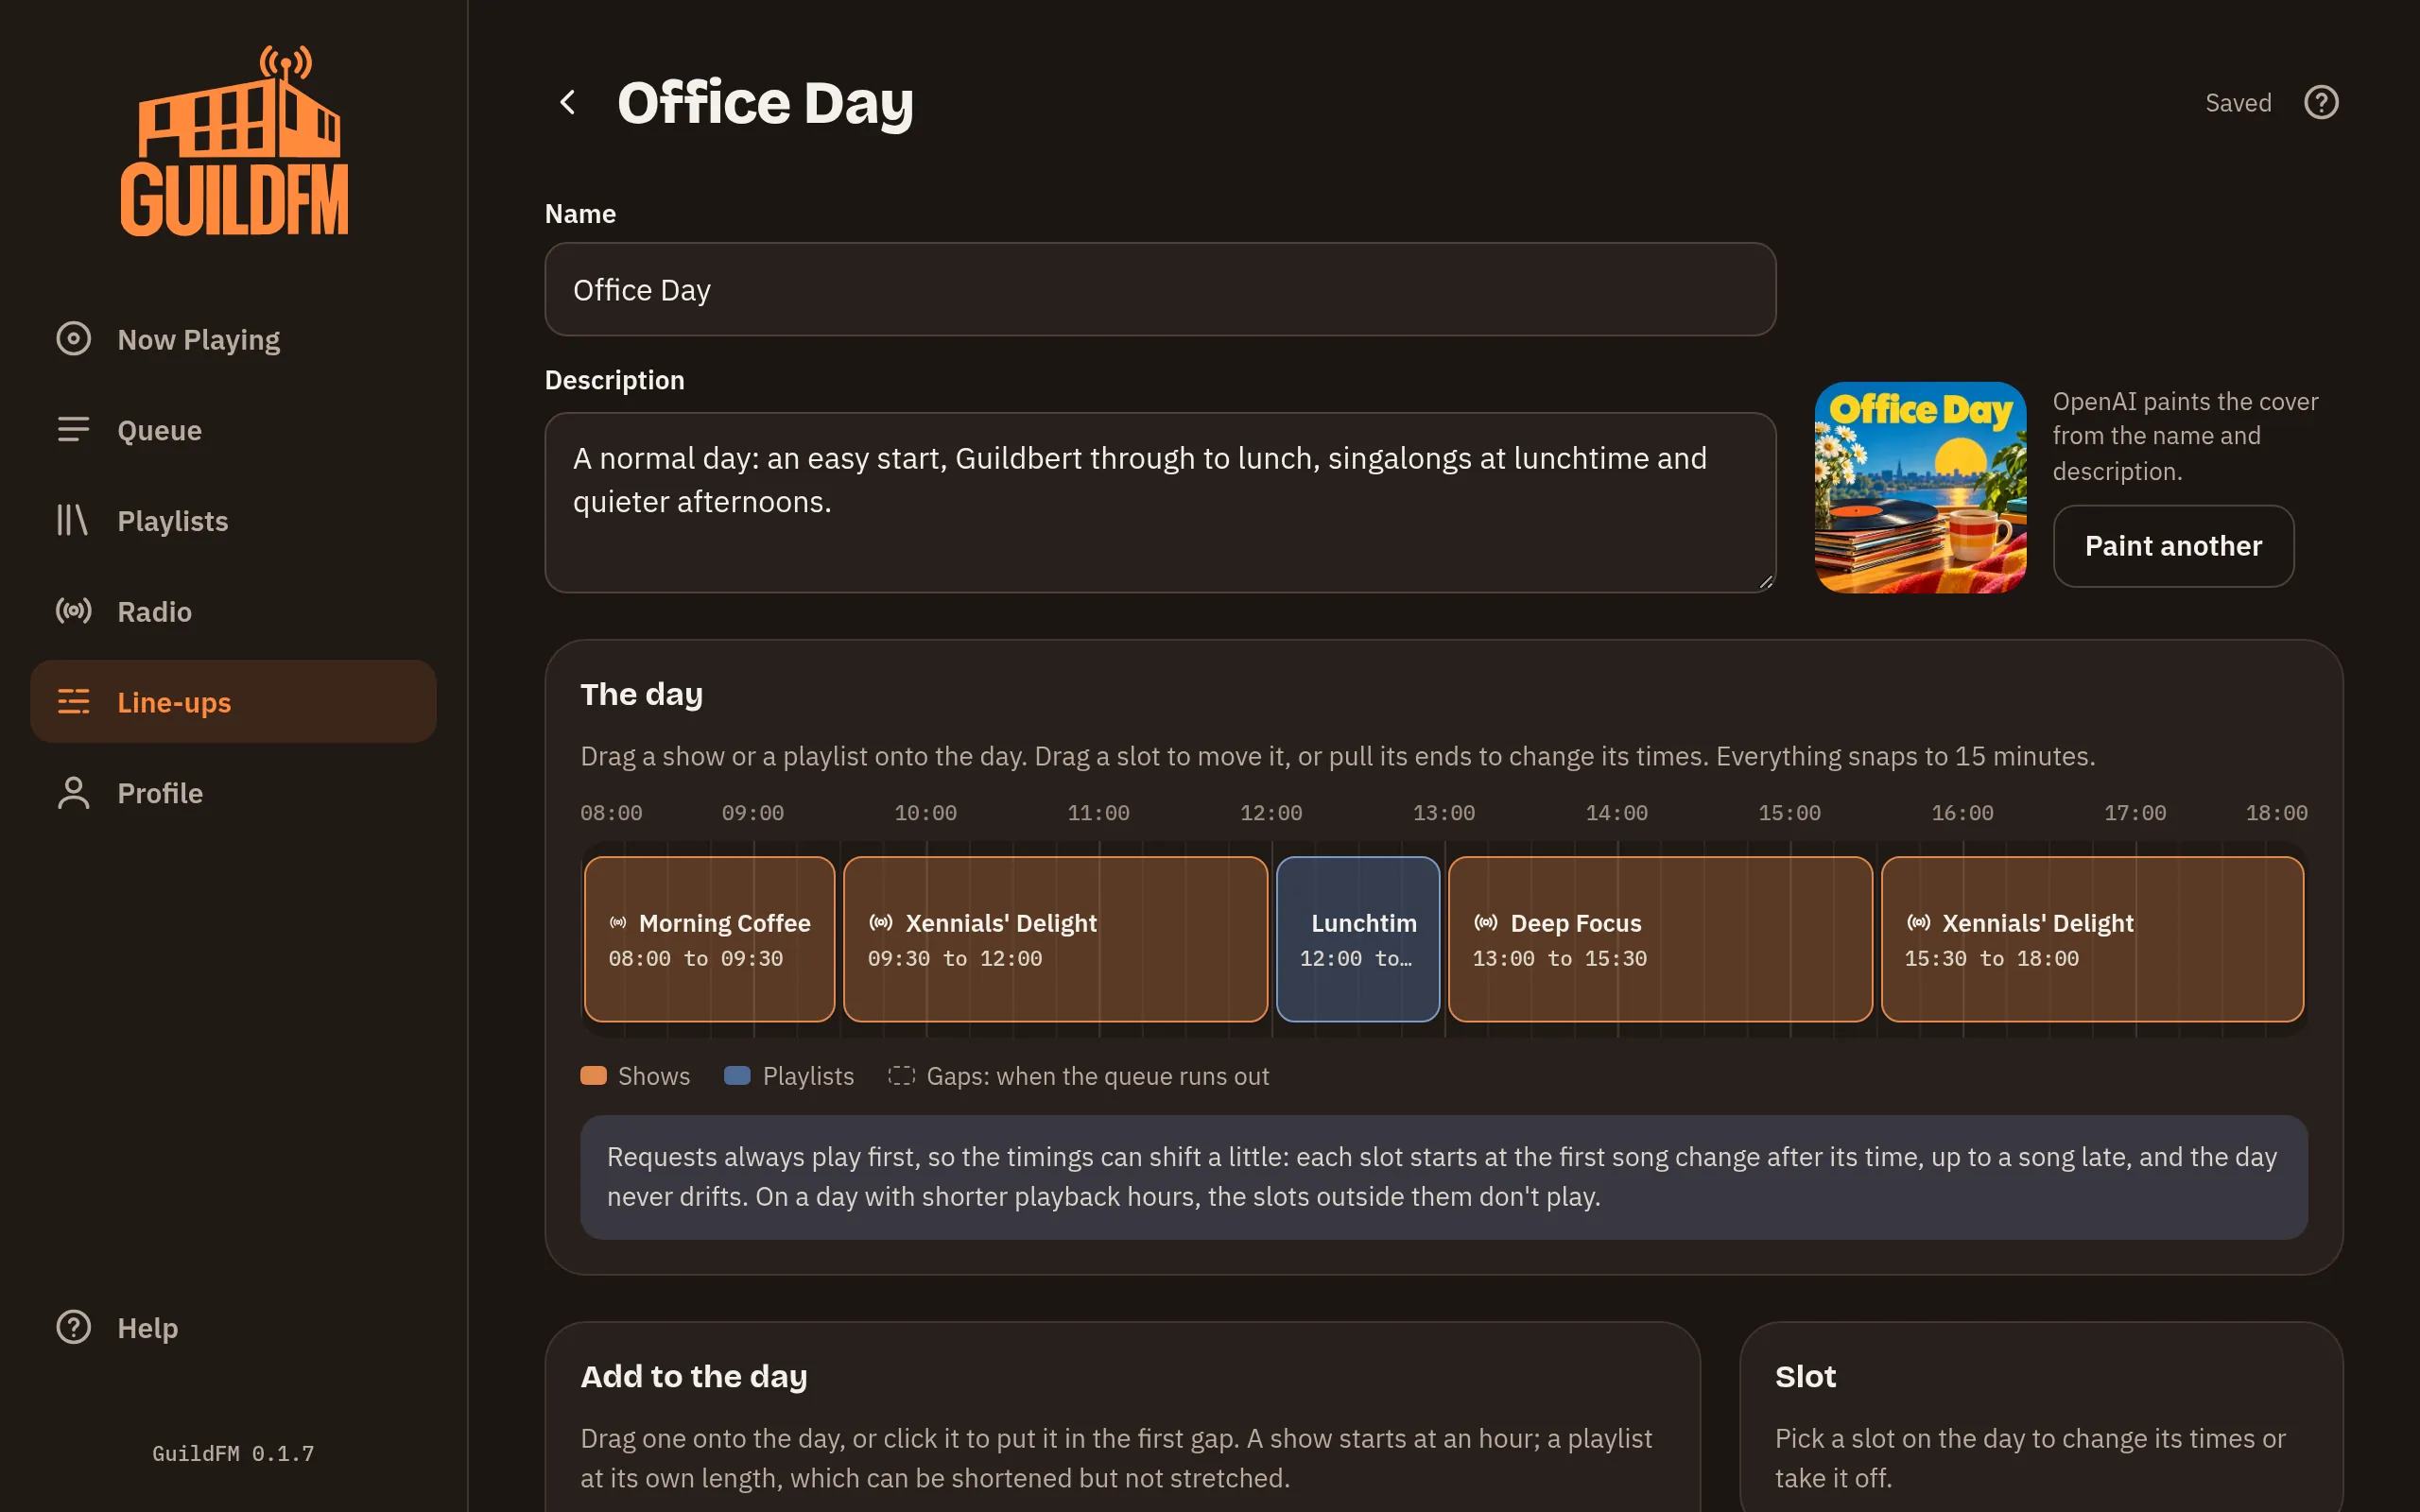 GUILDFM
Now Playing
Queue
Playlists
Radio
Line-ups
Profile
Help
GuildFM 0.1.7
Office Day
Saved
Name
Office Day
Description
A normal day: an easy start, Guildbert through to lunch, singalongs at lunchtime and
quieter afternoons.
Office Day
OpenAI paints the cover
from the name and
description.
Paint another
The day
Drag a show or a playlist onto the day. Drag a slot to move it, or pull its ends to change its times. Everything snaps to 15 minutes.
08:00 09:00 10:00 11:00 12:00 13:00 14:00 15:00 16:00 17:00 18:00
Morning Coffee
08:00 to 09:30
Xennials' Delight
09:30 to 12:00
Lunchtim
12:00 to…
Deep Focus
13:00 to 15:30
Xennials' Delight
15:30 to 18:00
Shows Playlists Gaps: when the queue runs out
Requests always play first, so the timings can shift a little: each slot starts at the first song change after its time, up to a song late, and the day
never drifts. On a day with shorter playback hours, the slots outside them don't play.
Add to the day
Drag one onto the day, or click it to put it in the first gap. A show starts at an hour; a playlist
at its own length, which can be shortened but not stretched.
Slot
Pick a slot on the day to change its times or
take it off.